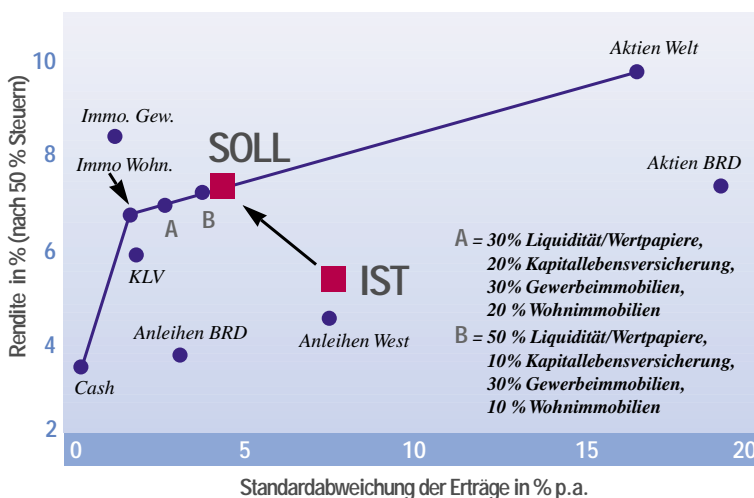 Rendite in % (nach 50 % Steuern)
10
8
6
4
2
Aktien Welt
Immo. Gew.
SOLL
Immo Wohn.
Aktien BRD
A
B
KLV
IST
Anleihen BRD
Anleihen West
Cash
A = 30% Liquidität/Wertpapiere,
20% Kapitallebensversicherung,
30% Gewerbeimmobilien,
20 % Wohnimmobilien
B = 50 % Liquidität/Wertpapiere,
10% Kapitallebensversicherung,
30% Gewerbeimmobilien,
10 % Wohnimmobilien
0 5 10 15 20
Standardabweichung der Erträge in % p.a.